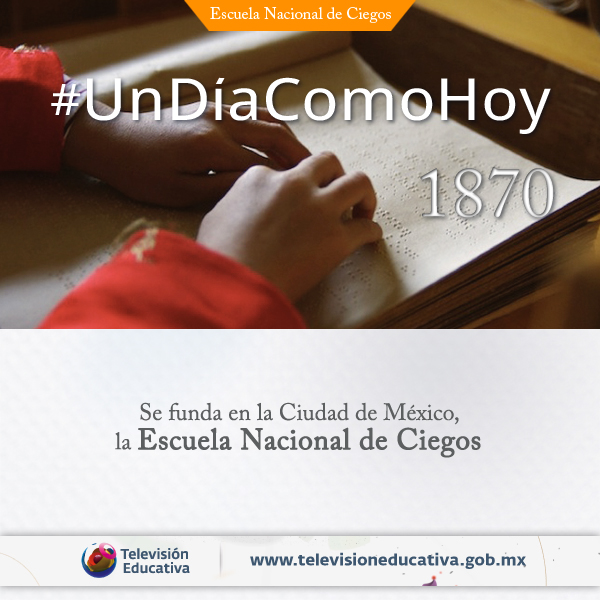 Escuela Nacional de Ciegos
#UnDíaComoHoy
1870
Se funda en la Ciudad de México,
la Escuela Nacional de Ciegos
Televisión
Educativa
www.televisioneducativa.gob.mx